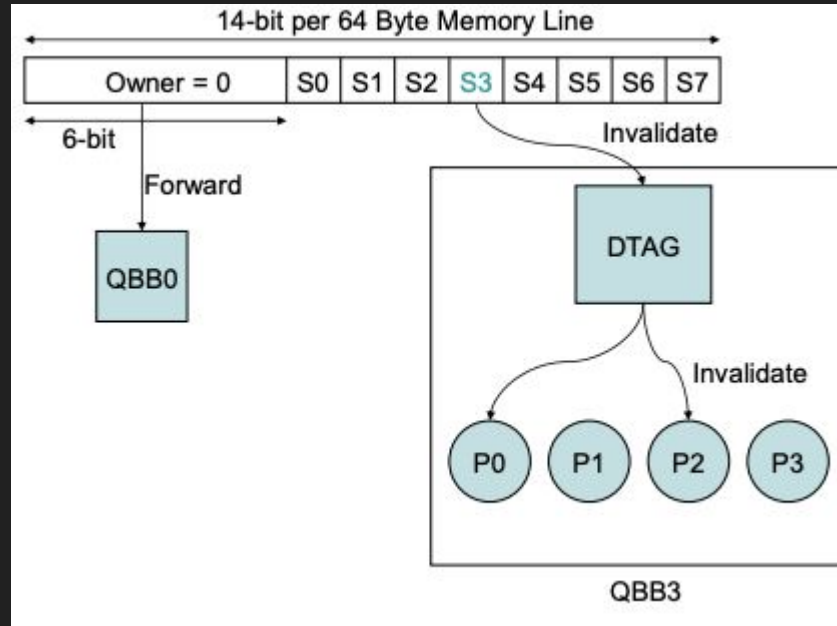 14-bit per 64 Byte Memory Line
Owner = 0 S0 S1 S2 S3 S4 S5 S6 S7
6-bit
Invalidate
Forward
DTAG
QBB0
Invalidate
P0 P1 P2 P3
QBB3